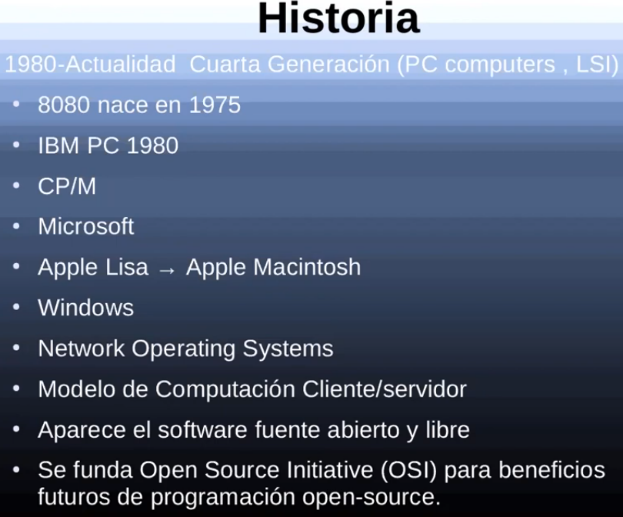 Historia
1980-Actualidad  Cuarta Generación (PC computers , LSI)
• 8080 nace en 1975
• IBM PC 1980
• CP/M
• Microsoft
• Apple Lisa → Apple Macintosh
• Windows
• Network Operating Systems
• Modelo de Computación Cliente/servidor
• Aparece el software fuente abierto y libre
• Se funda Open Source Initiative (OSI) para beneficios
futuros de programación open-source.